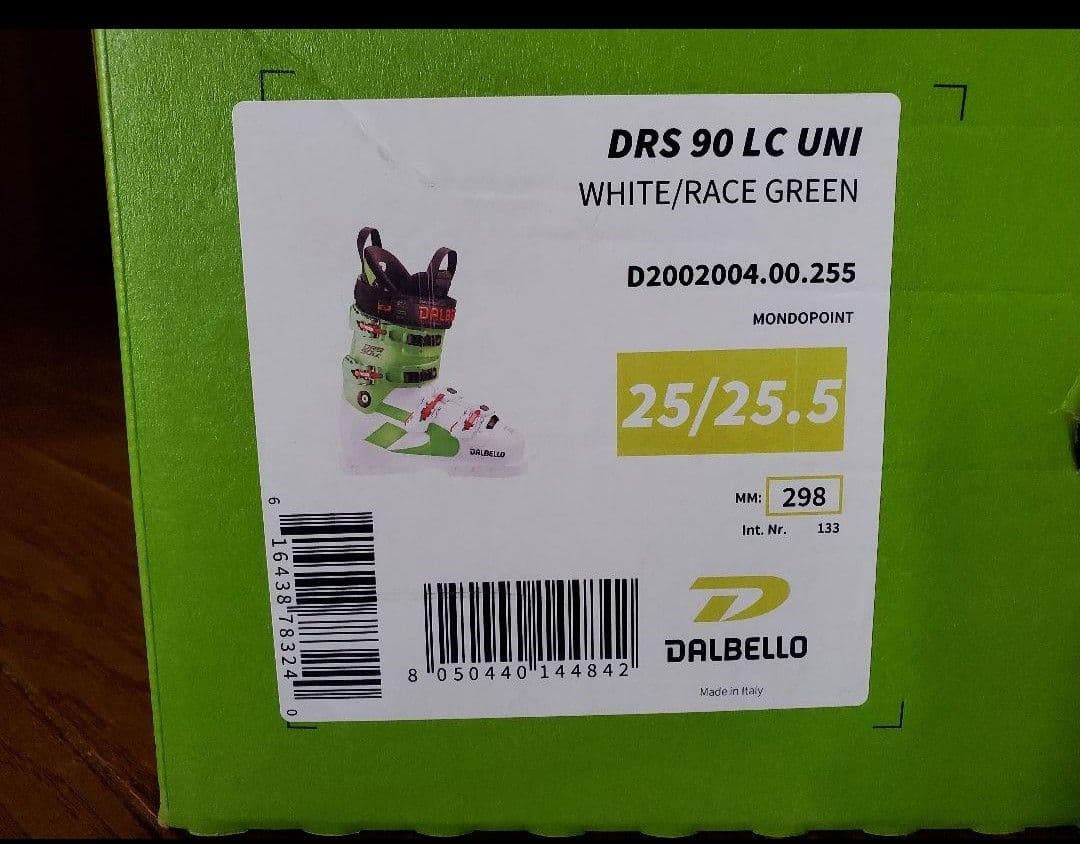 DRS 90 LC UNI
WHITE/RACE GREEN
D2002004.00.255
MONDOPOINT
25/25.5
MM: 298
Int. Nr. 133
DALBELLO
DALBELLO
6 16438 78324 0
8 050440 144842
Made in Italy